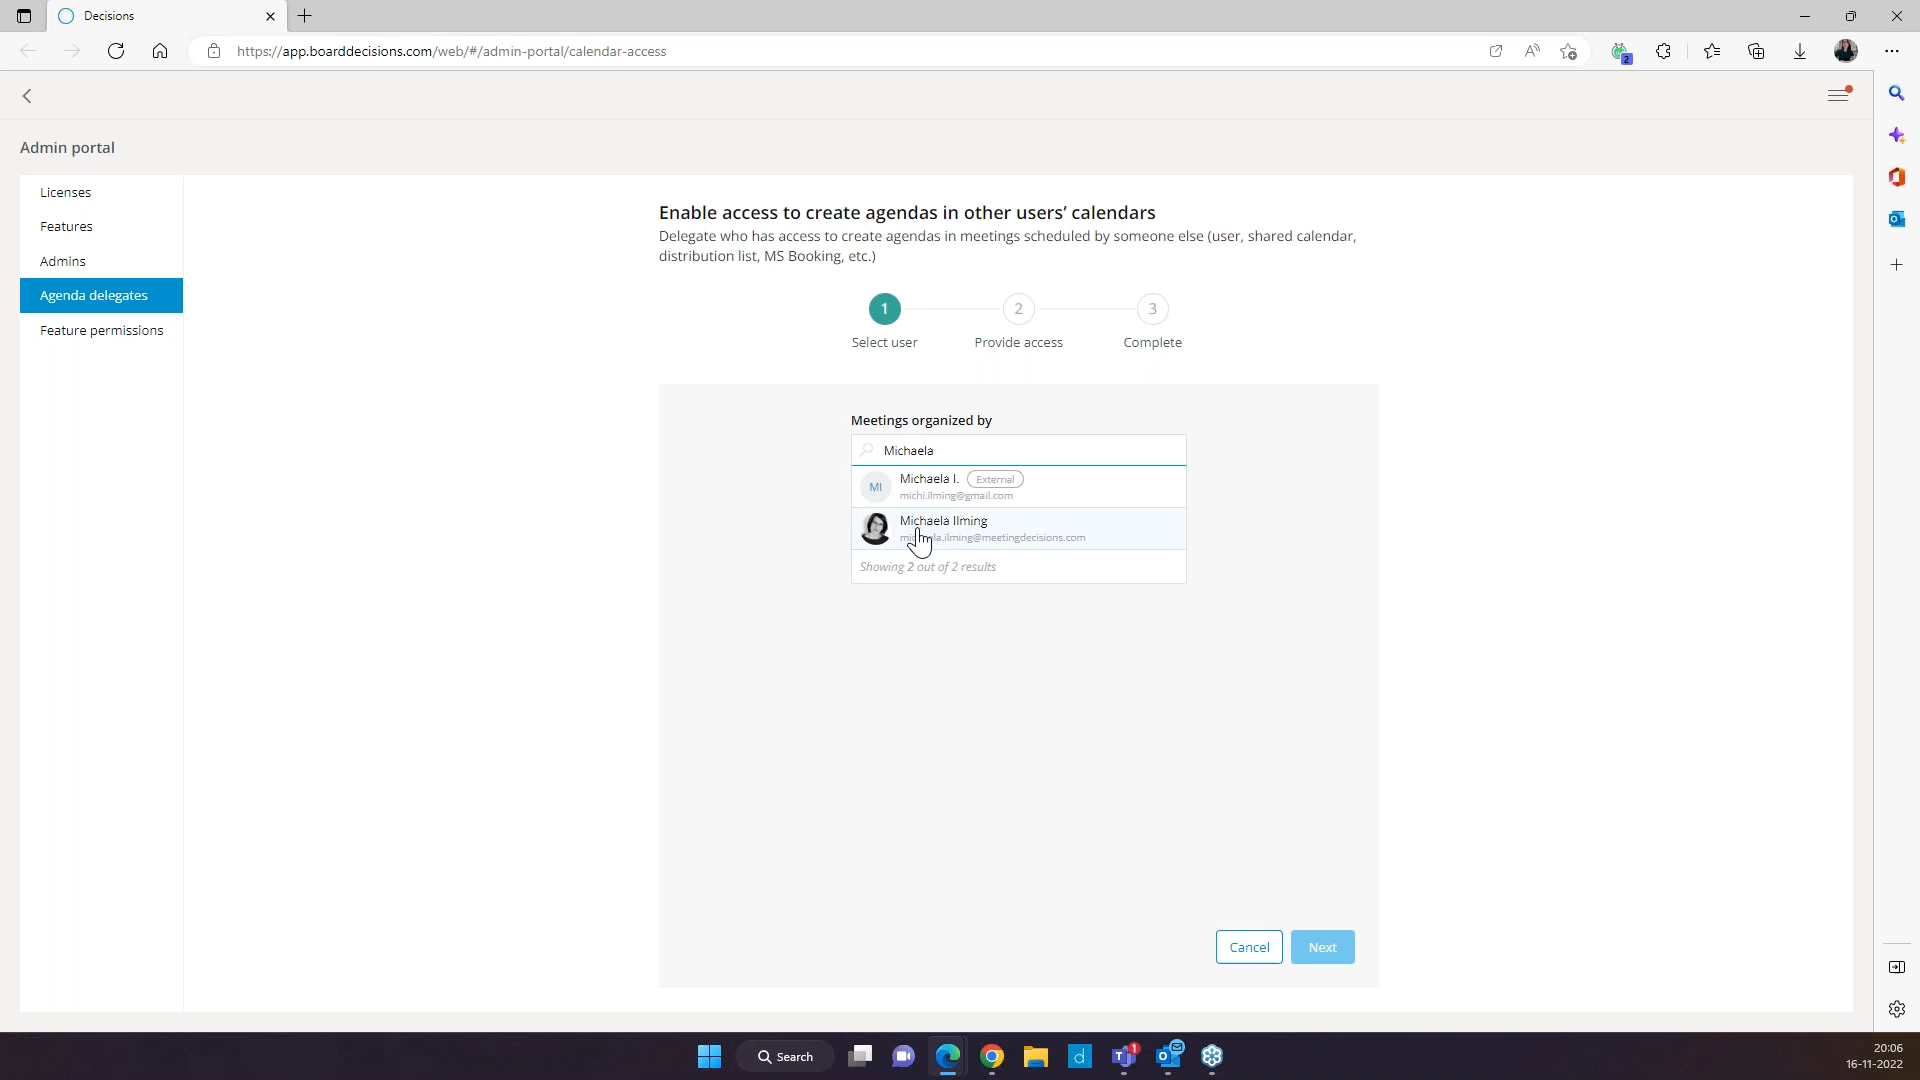 Decisions
https://app.boarddecisions.com/web/#/admin-portal/calendar-access
2
Admin portal
Licenses
Features
Admins
Agenda delegates
Feature permissions
Enable access to create agendas in other users’ calendars
Delegate who has access to create agendas in meetings scheduled by someone else (user, shared calendar,
distribution list, MS Booking, etc.)
1
2
3
Select user
Provide access
Complete
Meetings organized by
Michaela
MI
Michaela I.
External
michi.ilming@gmail.com
Michaela Ilming
Showing 2 out of 2 results
Cancel
Next
Search
d
1
20:06
16-11-2022